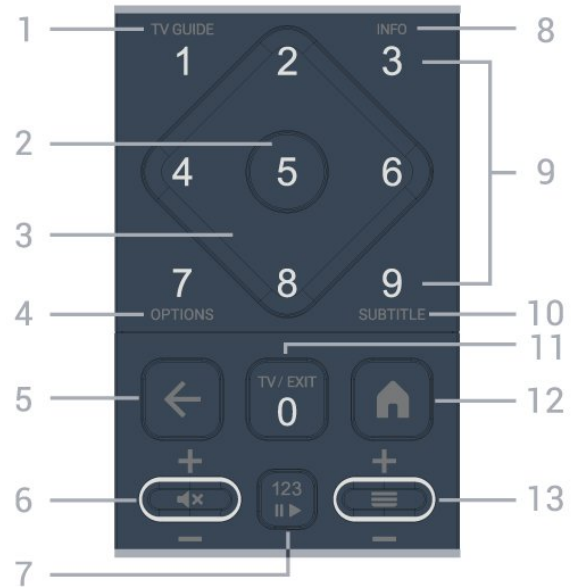 1 TV GUIDE INFO 8
1 2 3
2
4 5 6 9
3
7 8 9
4 OPTIONS SUBTITLE 10
11
5 TV / EXIT 12
0
+ +
6 123 13
- -
7